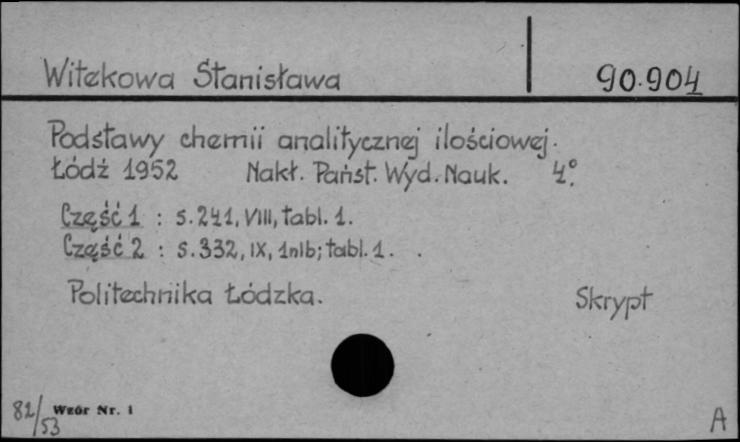 Witekowa Stanisława 90.904
Podstawy chemii analitycznej ilościowej.
Łódź 1952 Nakł. Państ. Wyd. Nauk. 4°.
Część 1 : s. 241, VIII, tabl. 1.
Część 2 : s. 332, IX, 1nlb; tabl. 1.
Politechnika Łódzka. Skrypt
82/53 Wzór Nr. 1 A